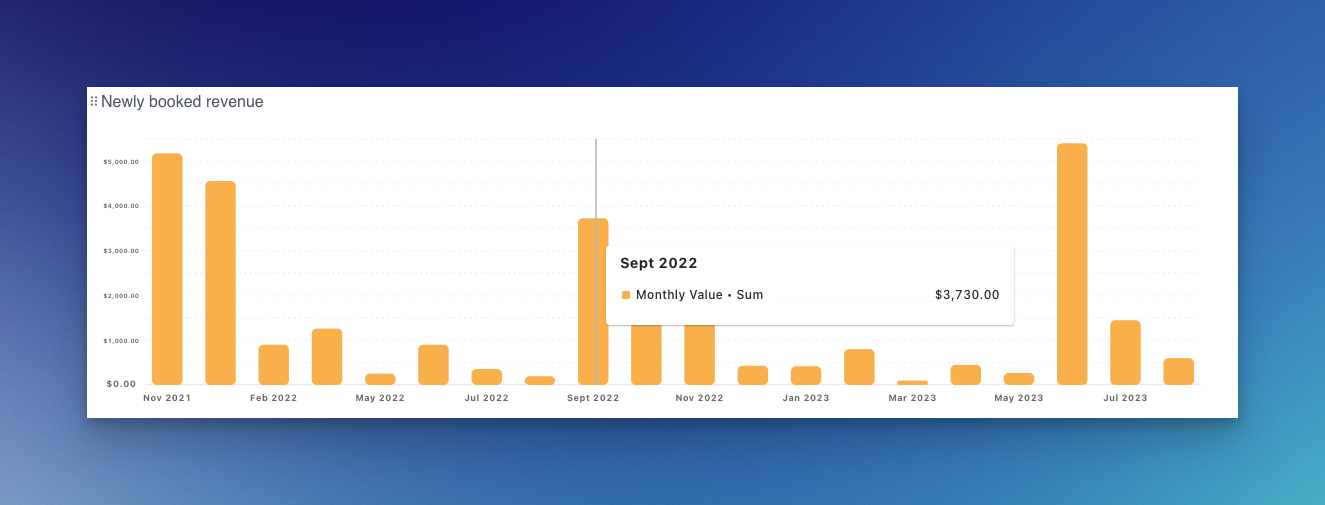 Newly booked revenue
$5,000.00
$4,000.00
$3,000.00
$2,000.00
$1,000.00
$0.00
Sept 2022
Monthly Value • Sum $3,730.00
Nov 2021 Feb 2022 May 2022 Jul 2022 Sept 2022 Nov 2022 Jan 2023 Mar 2023 May 2023 Jul 2023